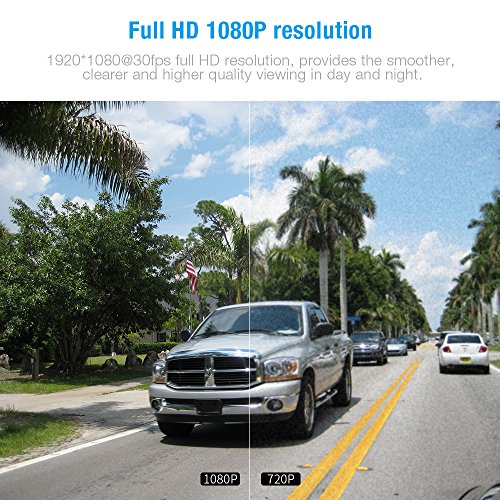 Full HD 1080P resolution
1920*1080@30fps full HD resolution, provides the smoother,
clearer and higher quality viewing in day and night.
1080P
720P